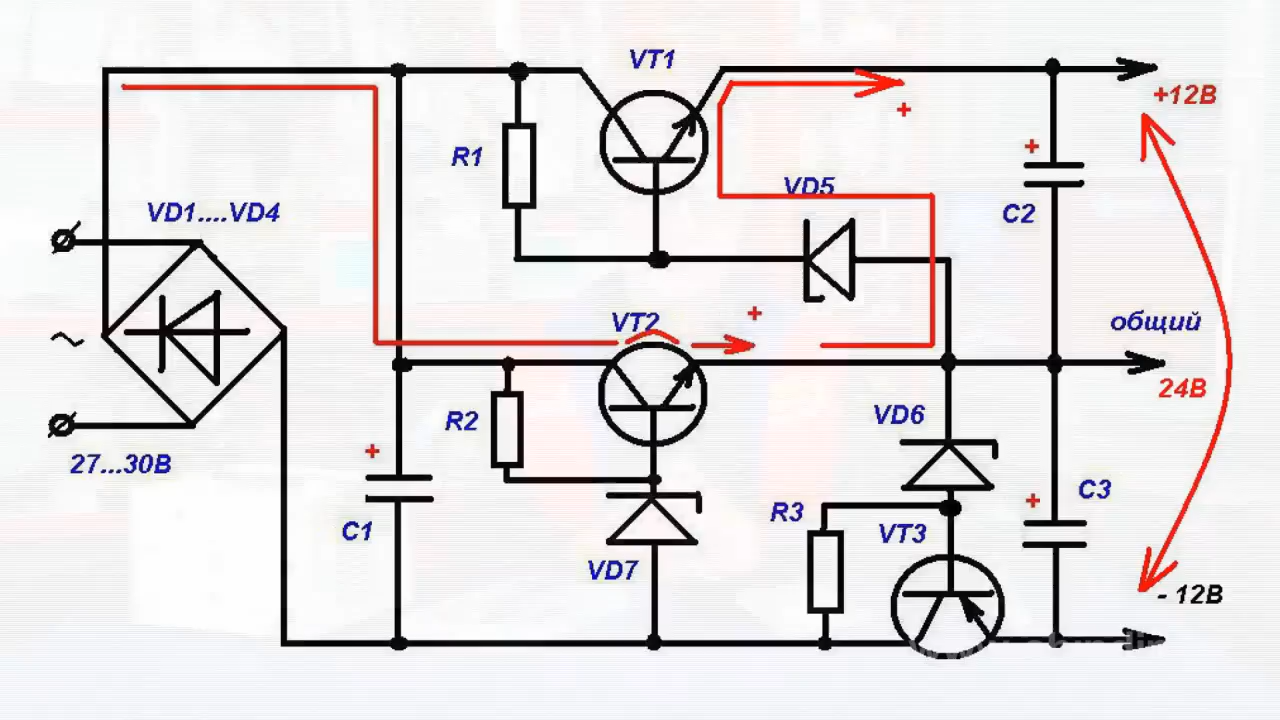 VT1
+12В
+
R1
+
VD5
VD1....VD4
C2
+
VT2
общий
~
24В
VD6
R2
27...30В
+
C1
C3
+
R3
VT3
VD7
- 12В